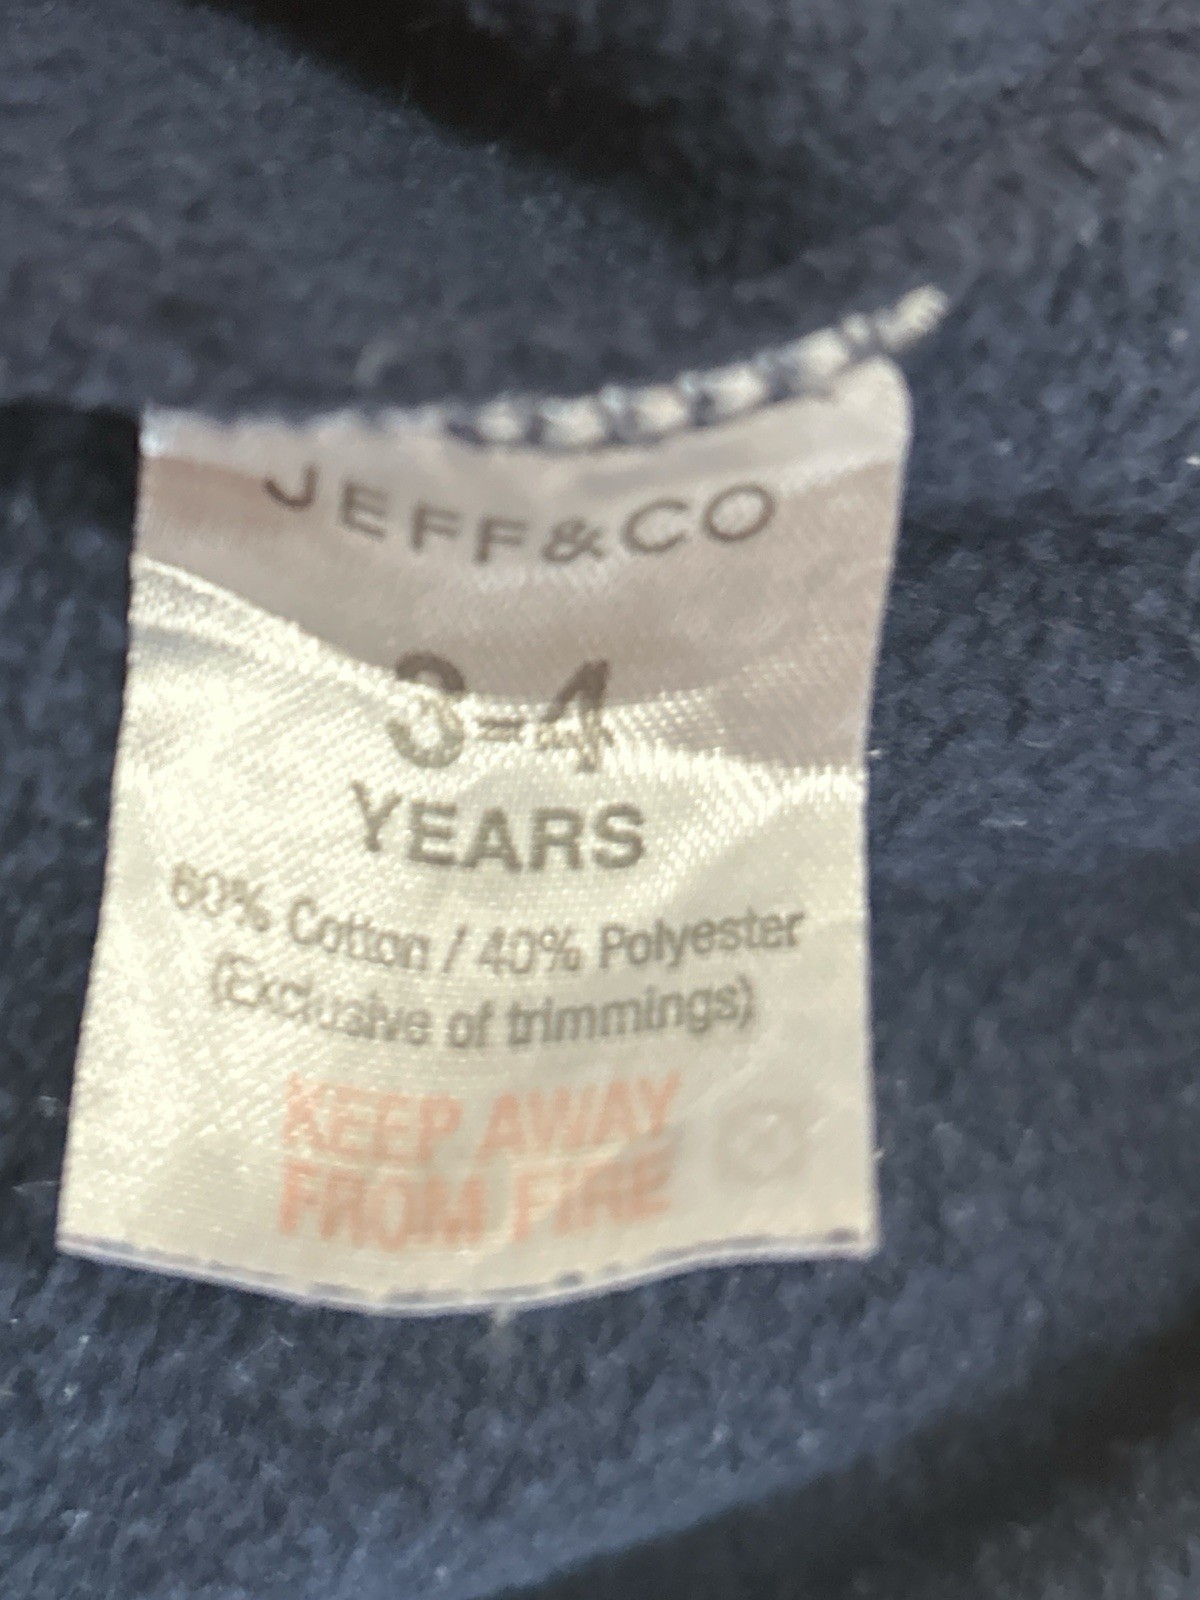 JEFF&CO
3-4
YEARS
60% Cotton / 40% Polyester
(Exclusive of trimmings)
KEEP AWAY
FROM FIRE